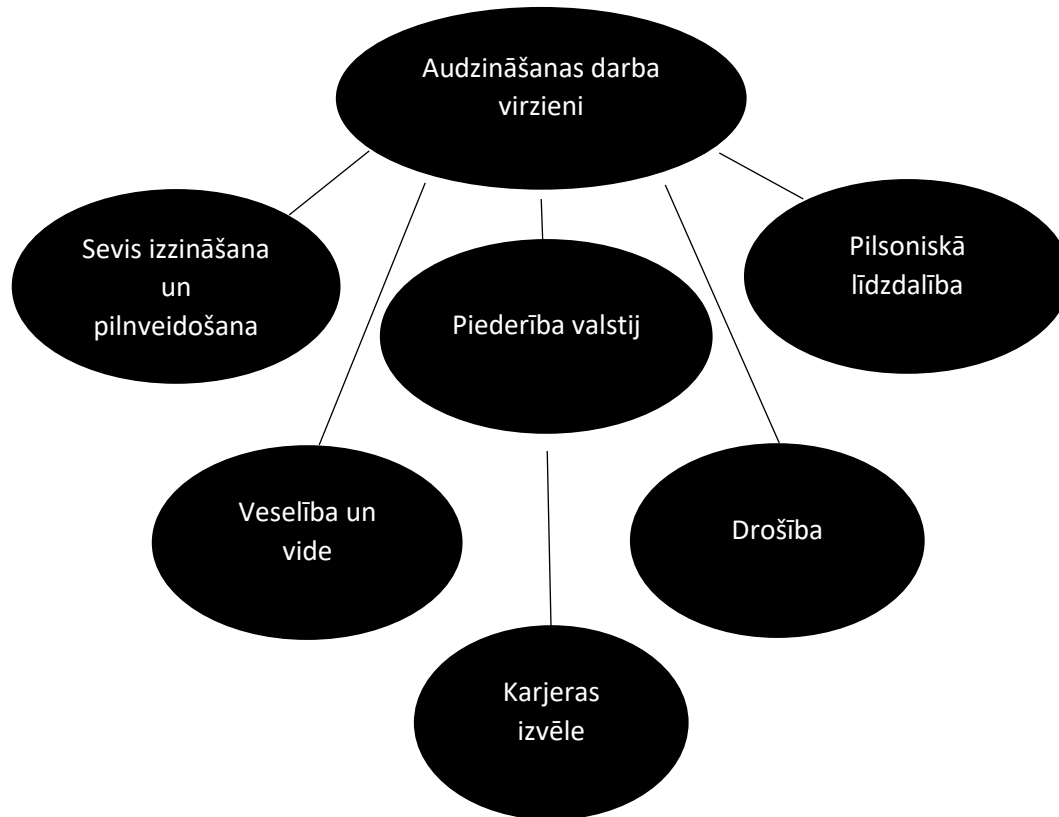 Audzināšanas darba
virzieni
Sevis izzināšana
un
pilnveidošana
Piederība valstij
Pilsoniskā
līdzdalība
Veselība un
vide
Drošība
Karjeras
izvēle